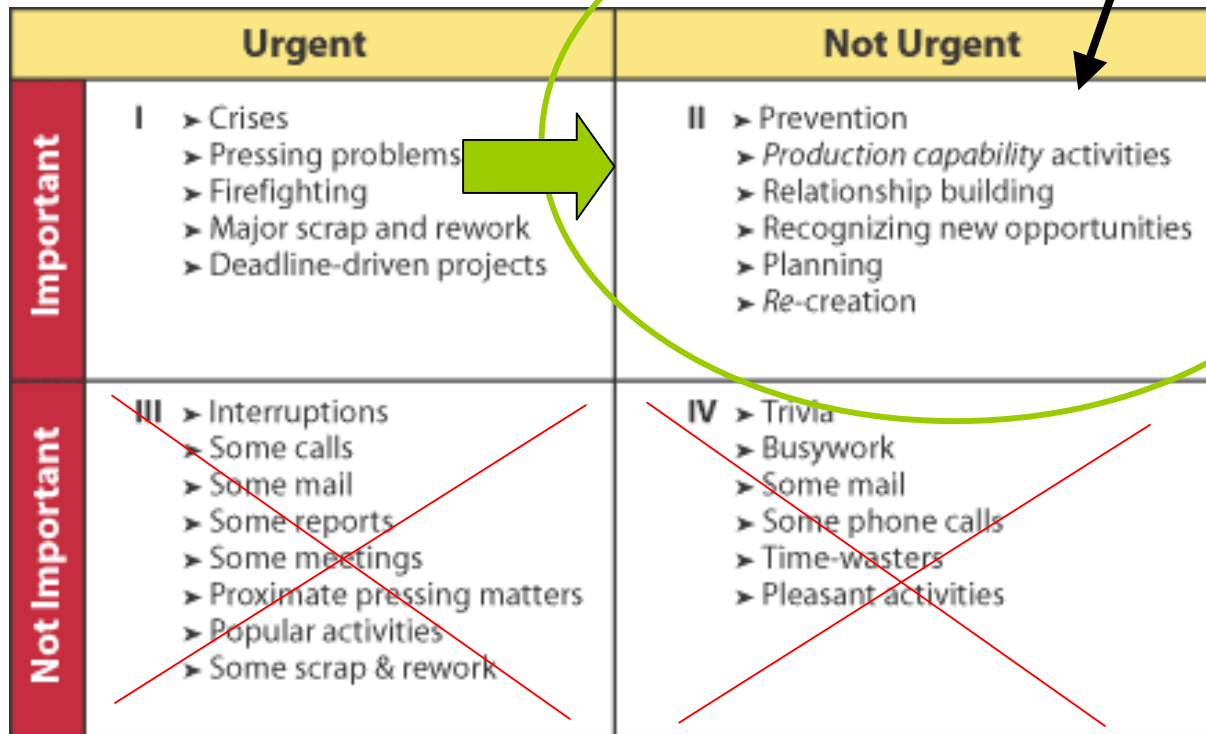 Urgent
Not Urgent
Important
I ➤ Crises
➤ Pressing problems
➤ Firefighting
➤ Major scrap and rework
➤ Deadline-driven projects
II ➤ Prevention
➤ Production capability activities
➤ Relationship building
➤ Recognizing new opportunities
➤ Planning
➤ Re-creation
Not Important
III ➤ Interruptions
➤ Some calls
➤ Some mail
➤ Some reports
➤ Some meetings
➤ Proximate pressing matters
➤ Popular activities
➤ Some scrap & rework
IV ➤ Trivia
➤ Busywork
➤ Some mail
➤ Some phone calls
➤ Time-wasters
➤ Pleasant activities